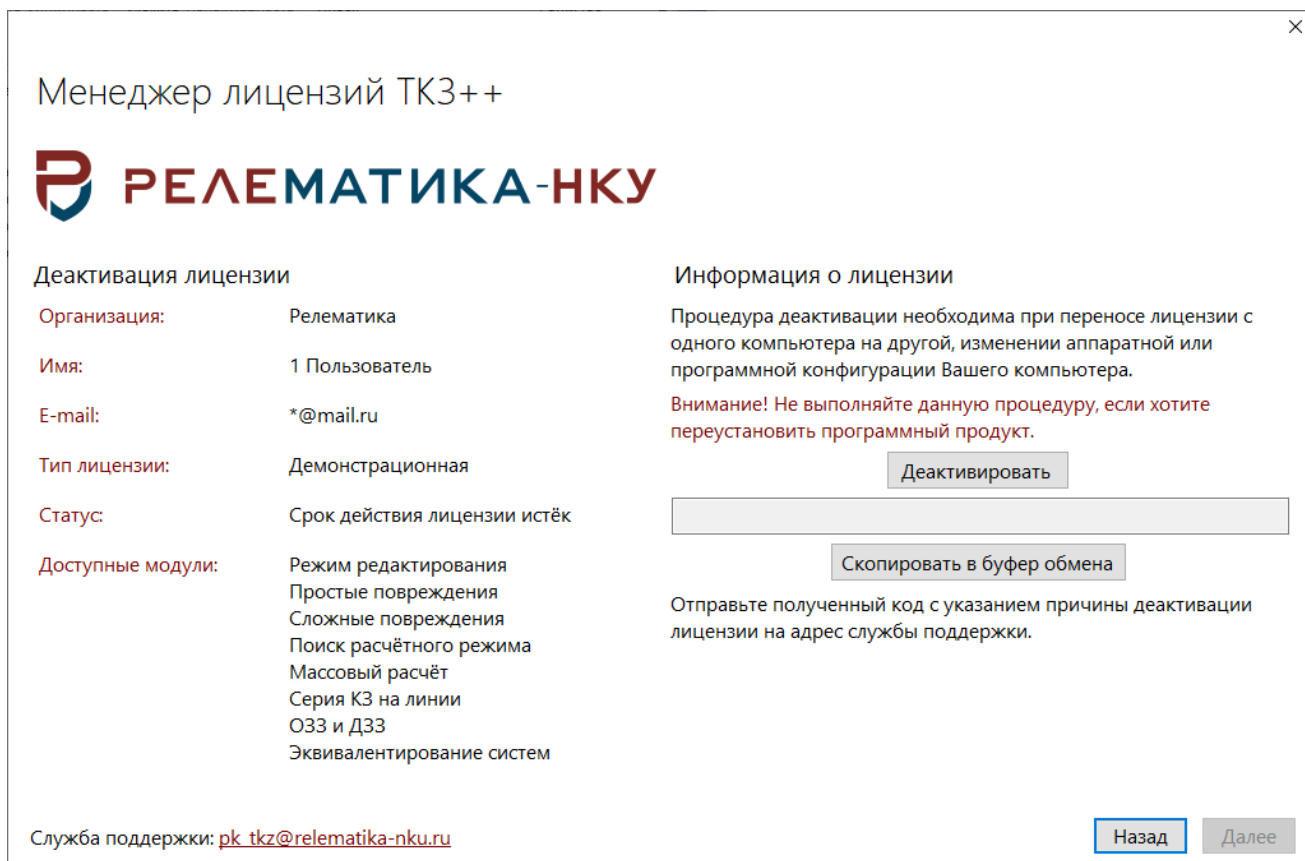 Менеджер лицензий ТКЗ++
РЕЛЕМАТИКА-НКУ
Деактивация лицензии
Организация: Релематика
Имя: 1 Пользователь
E-mail: *@mail.ru
Тип лицензии: Демонстрационная
Статус: Срок действия лицензии истёк
Доступные модули: Режим редактирования
Простые повреждения
Сложные повреждения
Поиск расчётного режима
Массовый расчёт
Серия КЗ на линии
ОЗЗ и ДЗЗ
Эквивалентирование систем
Информация о лицензии
Процедура деактивации необходима при переносе лицензии с
одного компьютера на другой, изменении аппаратной или
программной конфигурации Вашего компьютера.
Внимание! Не выполняйте данную процедуру, если хотите
переустановить программный продукт.
Деактивировать
Скопировать в буфер обмена
Отправьте полученный код с указанием причины деактивации
лицензии на адрес службы поддержки.
Служба поддержки: pk_tkz@relematika-nku.ru
Назад
Далее